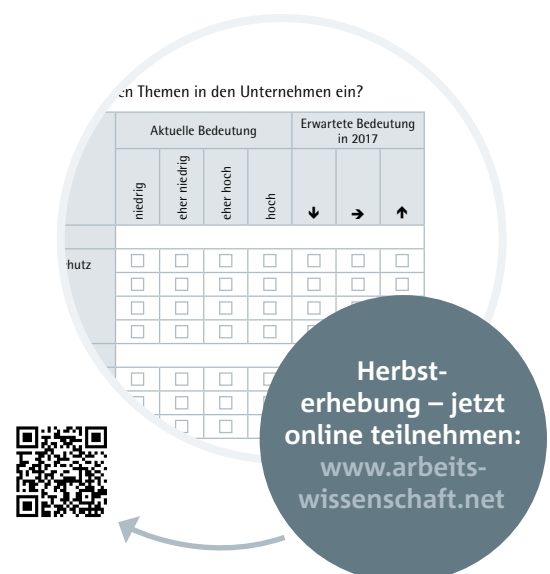 en Themen in den Unternehmen ein?
Aktuelle Bedeutung
Erwartete Bedeutung
in 2017
niedrig
eher niedrig
eher hoch
hoch
hutz
Herbst-
erhebung – jetzt
online teilnehmen:
www.arbeits-
wissenschaft.net